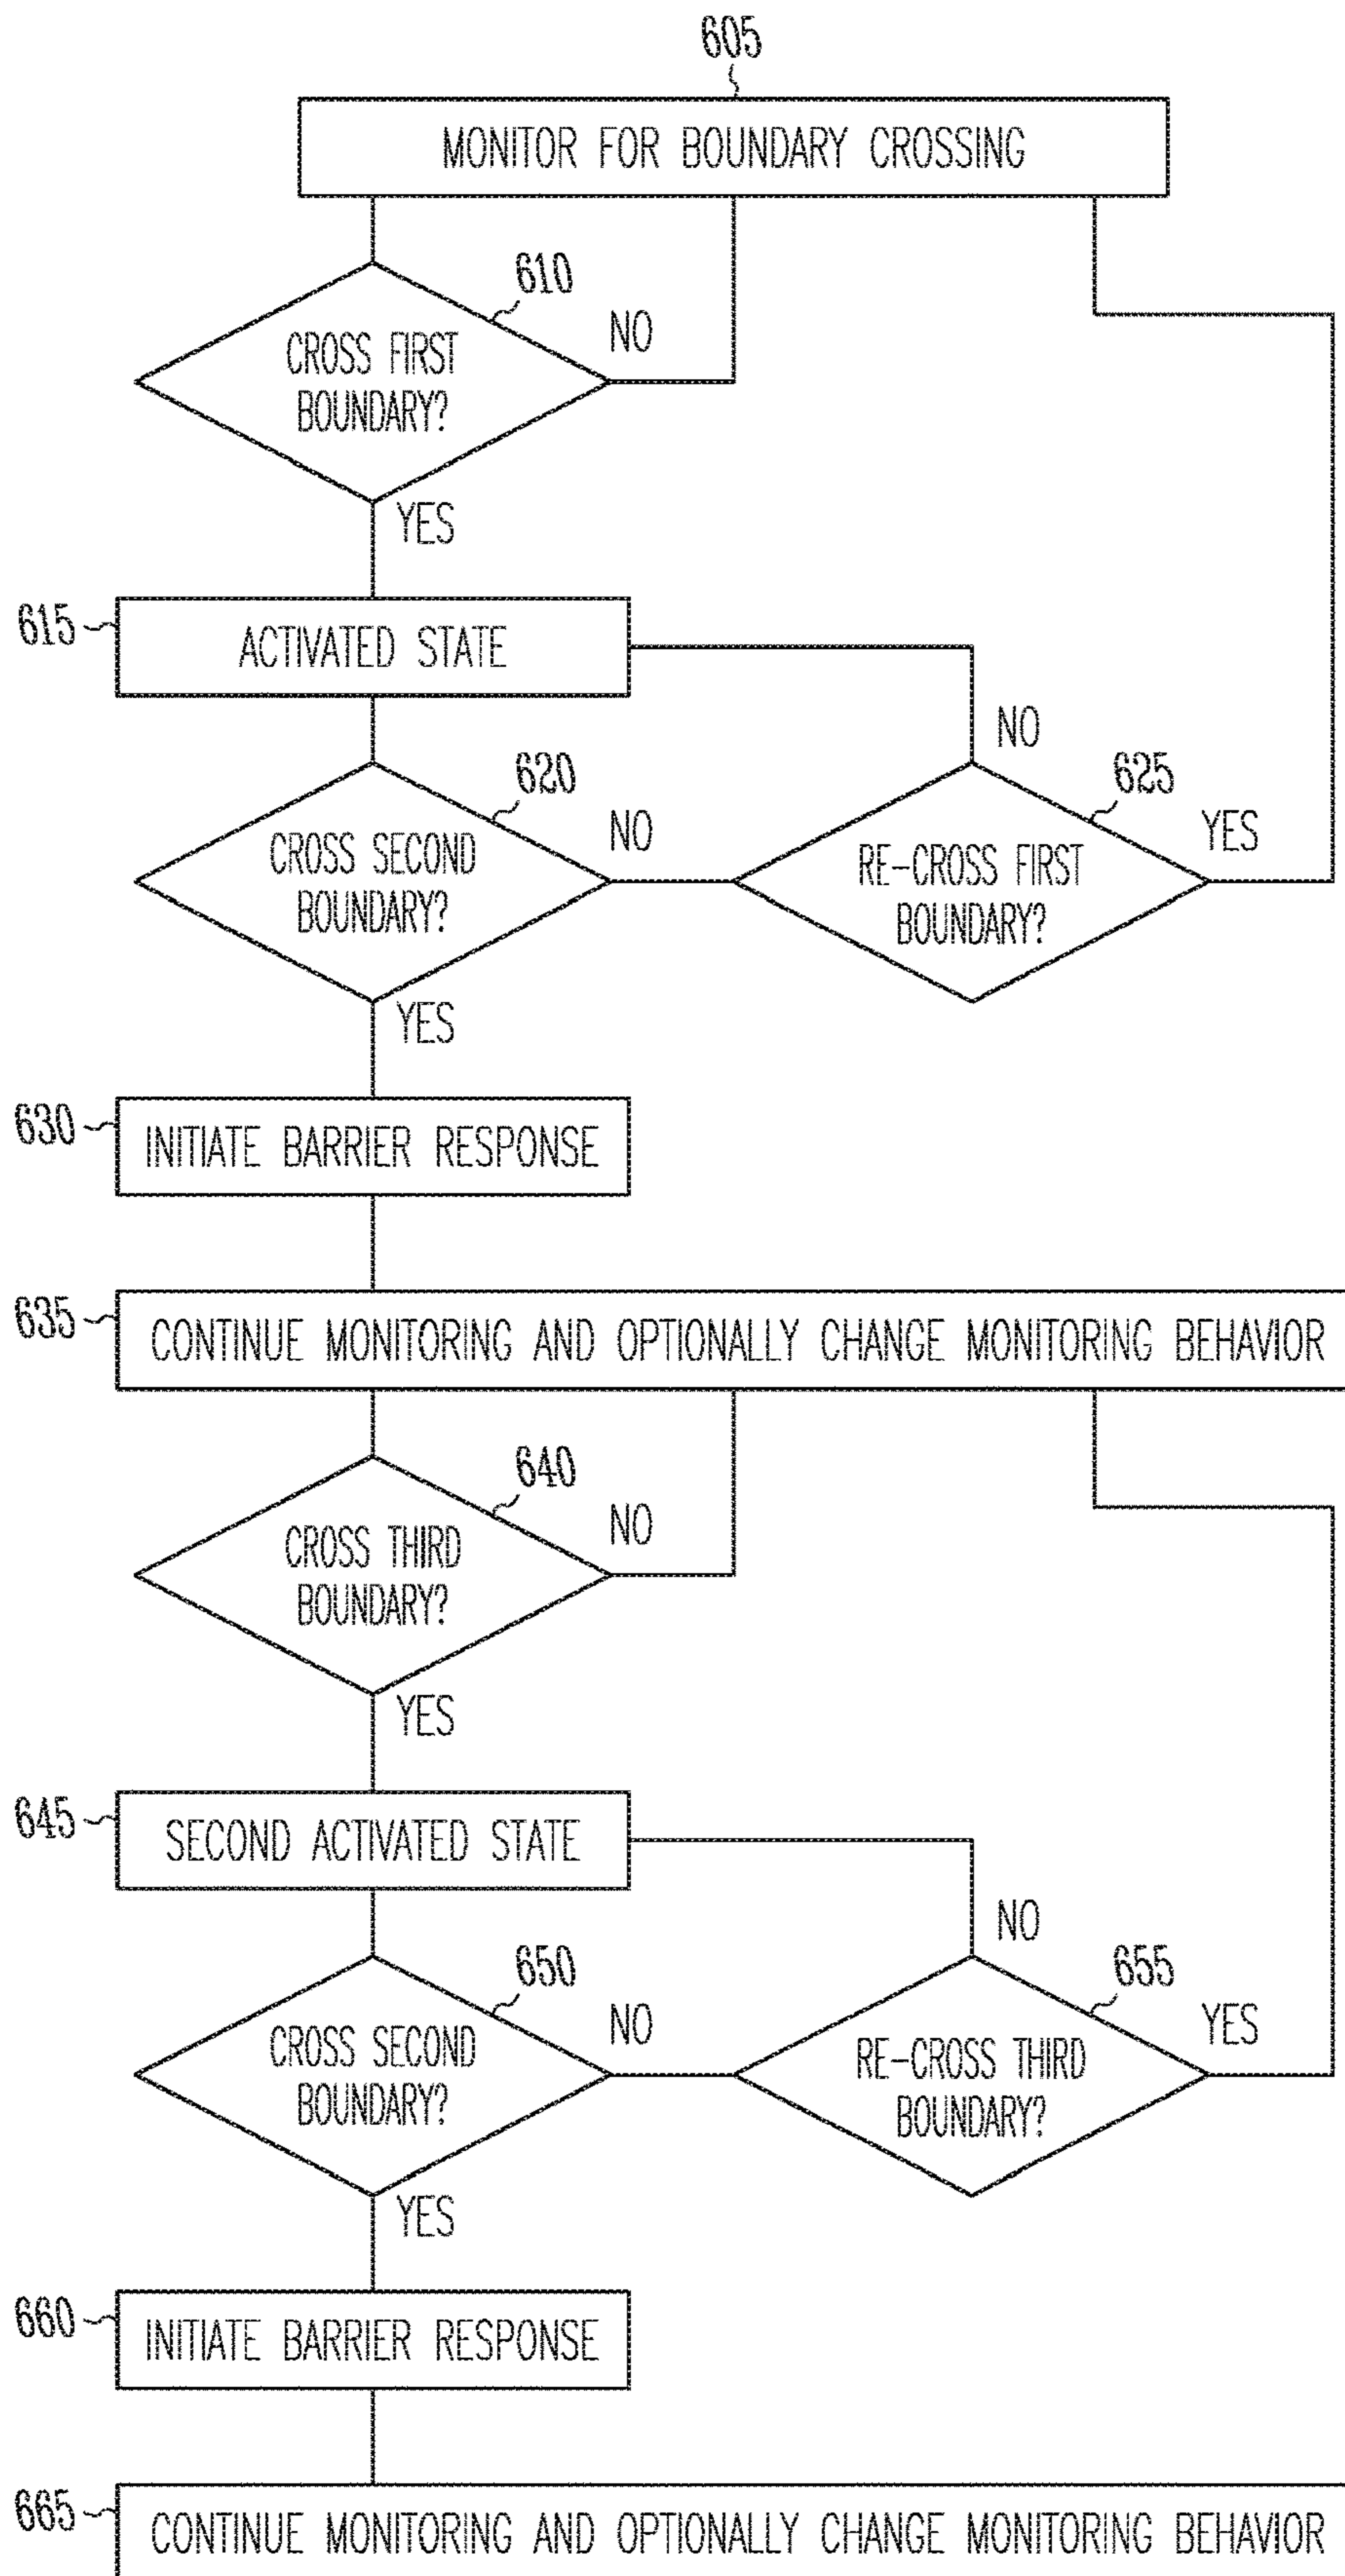 605
MONITOR FOR BOUNDARY CROSSING
610
CROSS FIRST
BOUNDARY?
NO
YES
615
ACTIVATED STATE
NO
620
CROSS SECOND
BOUNDARY?
NO
625
RE-CROSS FIRST
BOUNDARY?
YES
YES
630
INITIATE BARRIER RESPONSE
635
CONTINUE MONITORING AND OPTIONALLY CHANGE MONITORING BEHAVIOR
640
CROSS THIRD
BOUNDARY?
NO
YES
645
SECOND ACTIVATED STATE
NO
650
CROSS SECOND
BOUNDARY?
NO
655
RE-CROSS THIRD
BOUNDARY?
YES
YES
660
INITIATE BARRIER RESPONSE
665
CONTINUE MONITORING AND OPTIONALLY CHANGE MONITORING BEHAVIOR